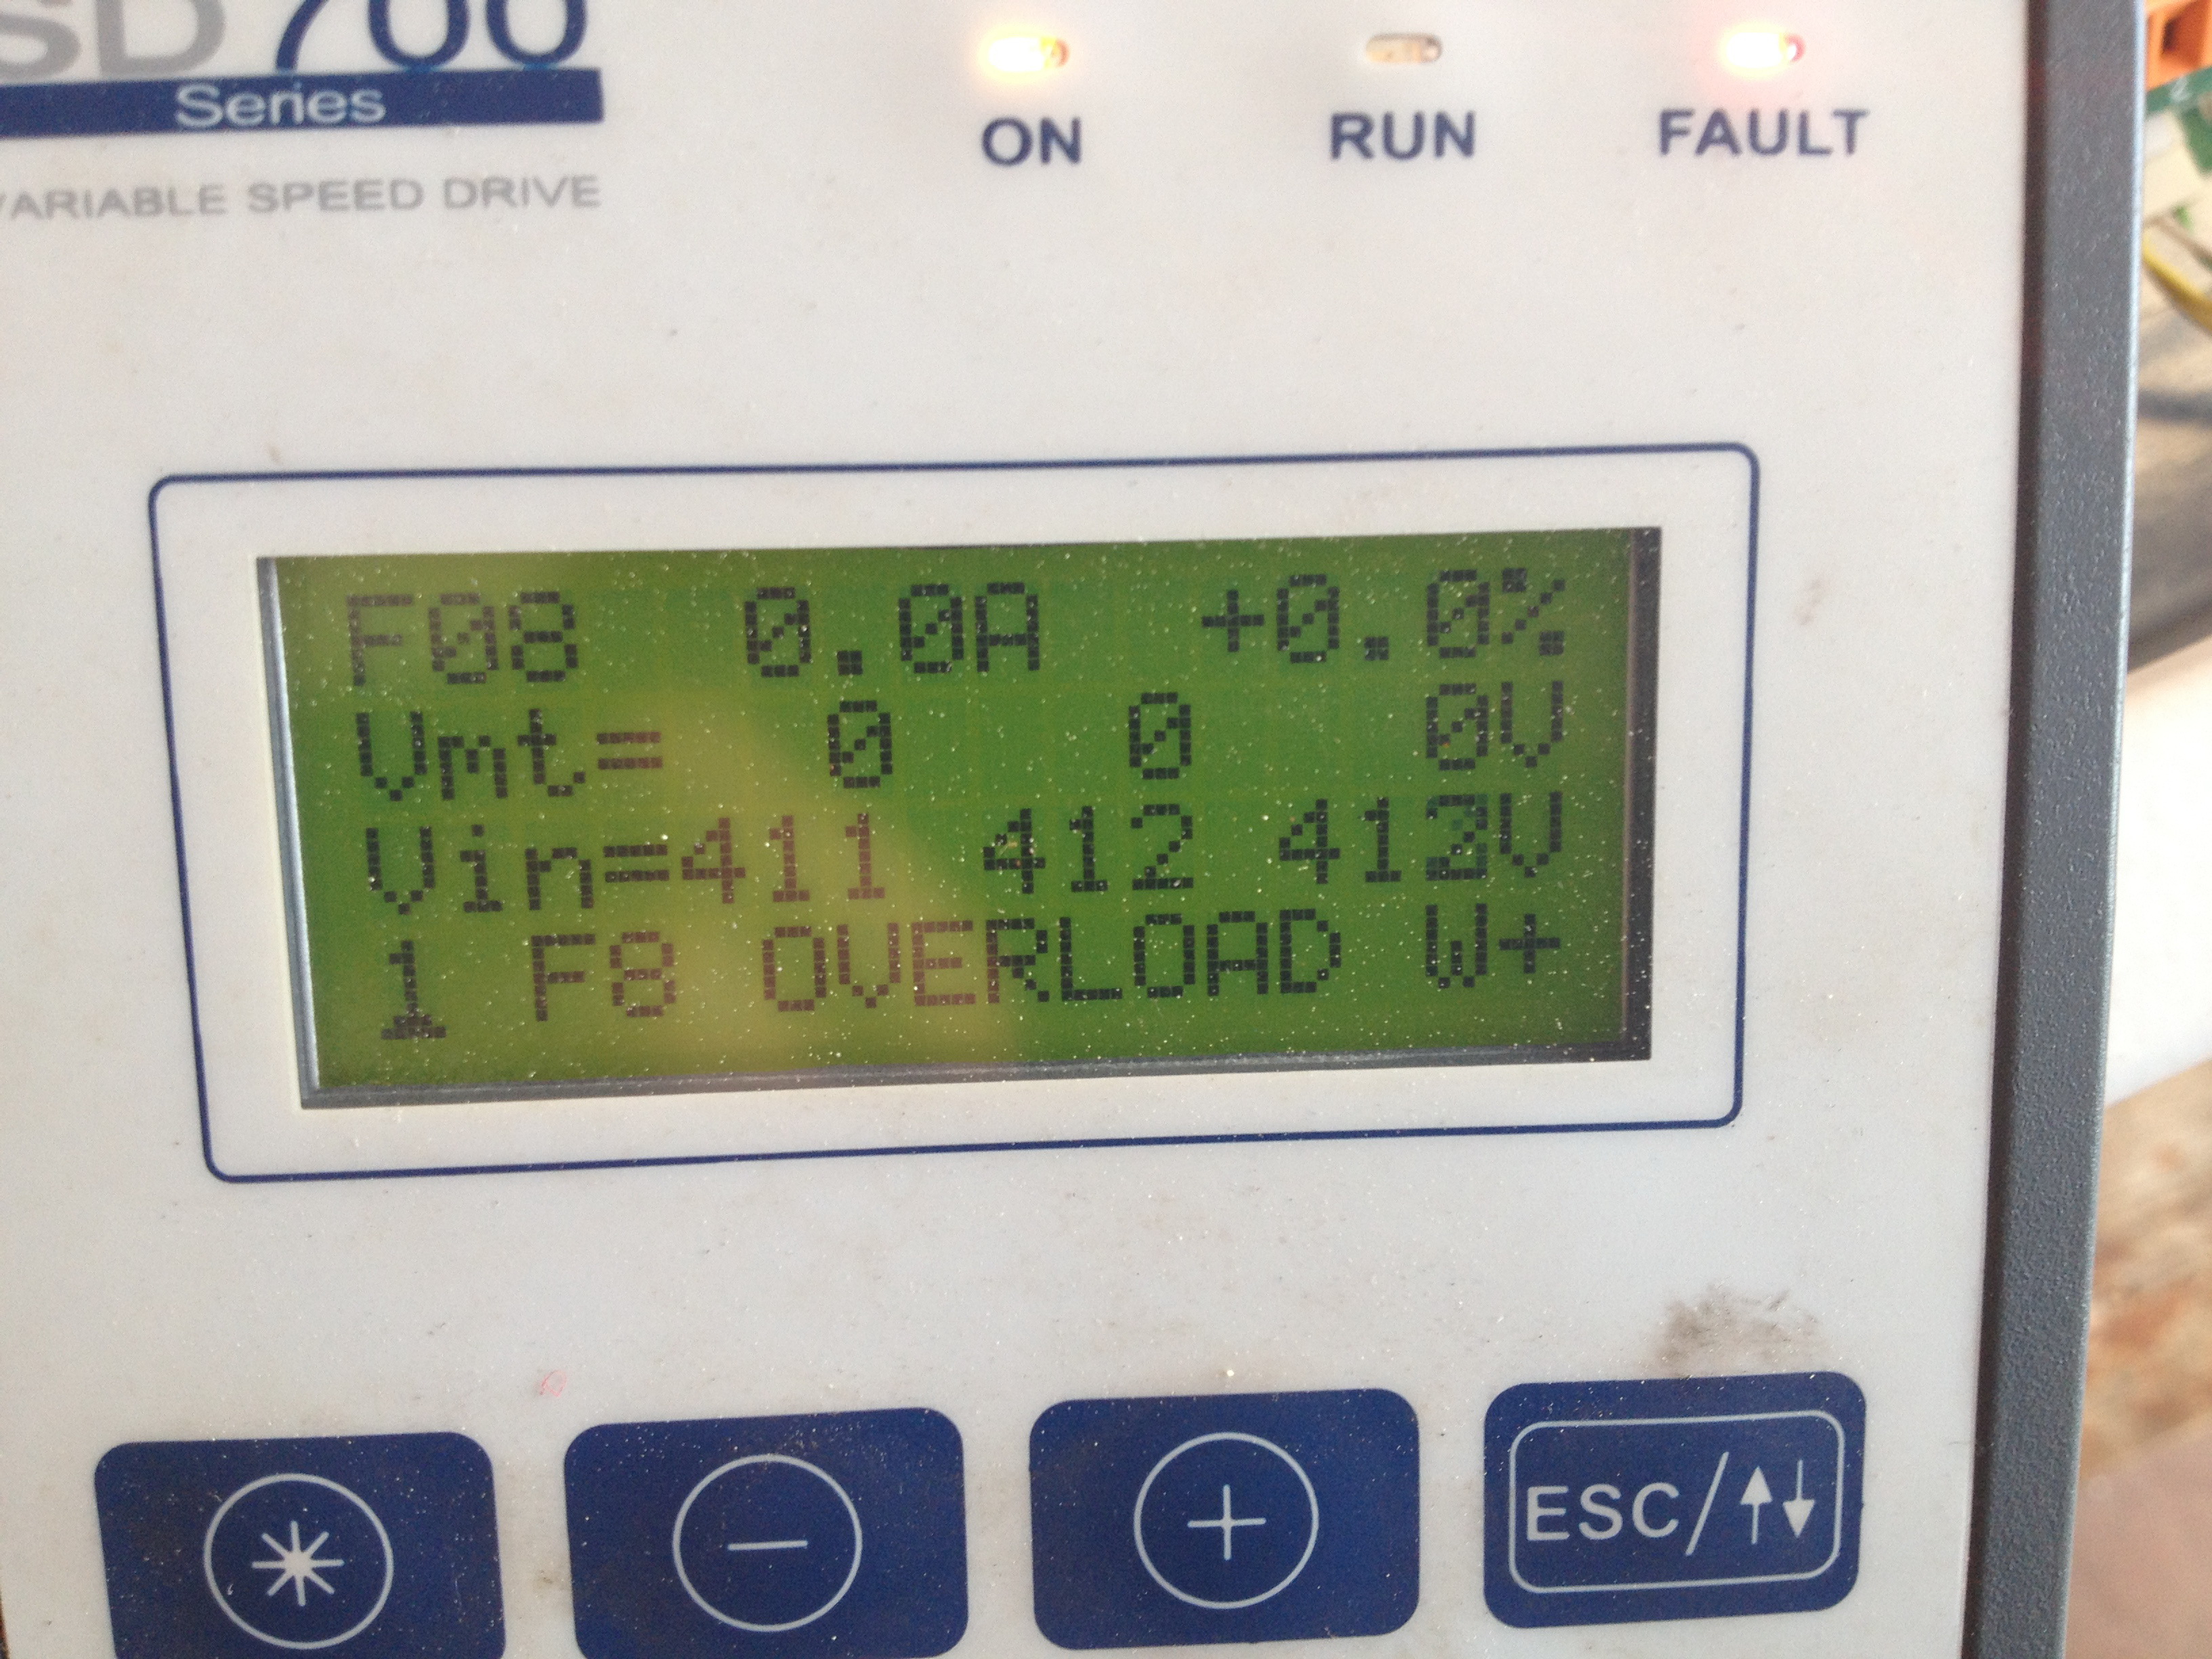 SD700
Series
VARIABLE SPEED DRIVE
ON RUN FAULT
F08 0.0A +0.0%
Vmt= 0 0 0V
Vin=411 412 412V
1 F8 OVERLOAD W+
ESC/↑↓